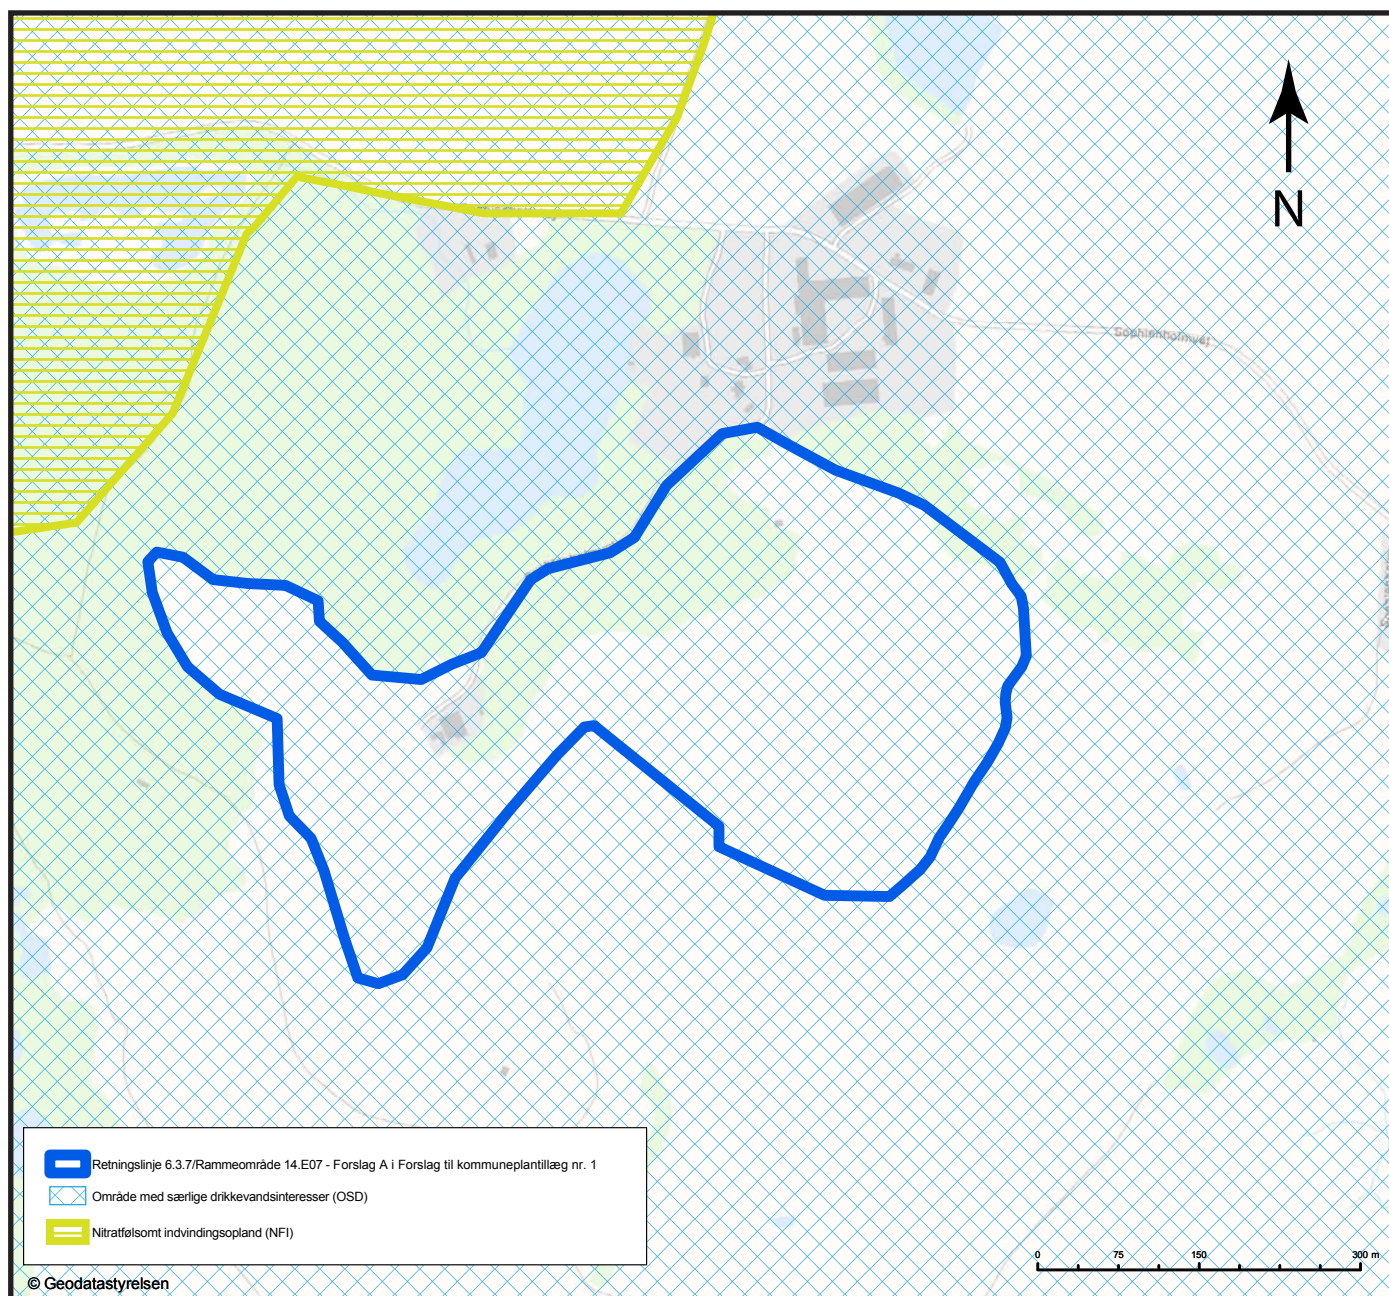 N
Sophienholmvej
Retningslinje 6.3.7/Rammeområde 14.E07 - Forslag A i Forslag til kommuneplantillæg nr. 1
Område med særlige drikkevandsinteresser (OSD)
Nitratfølsomt indvindingsopland (NFI)
0 75 150 300 m
© Geodatastyrelsen